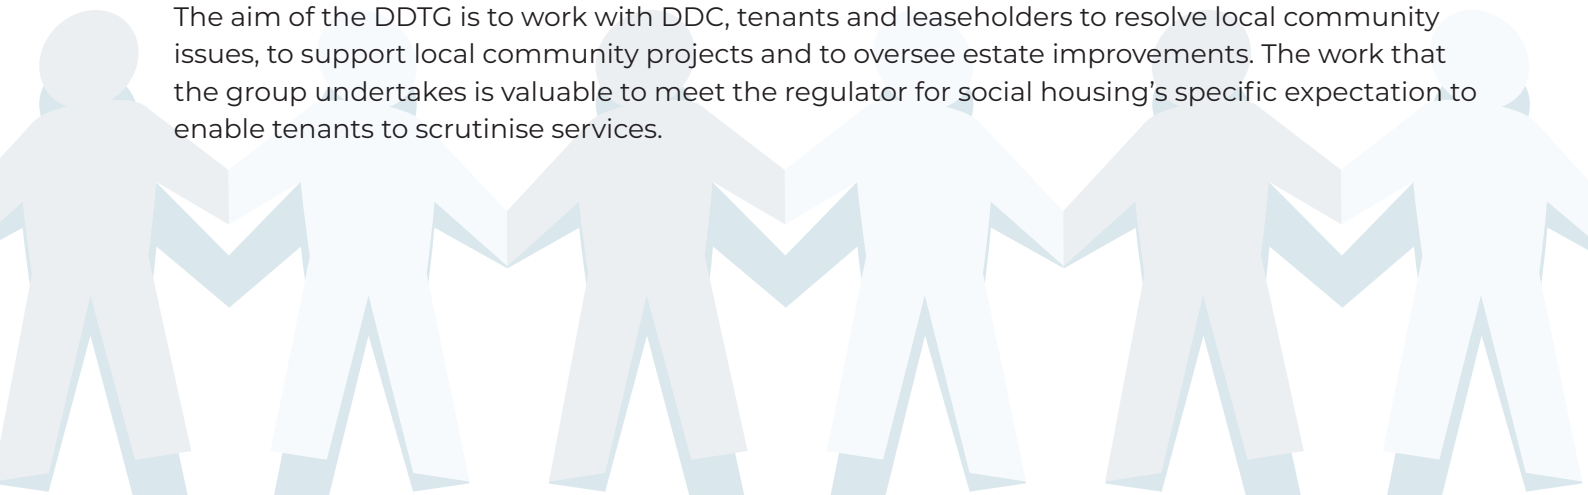 The aim of the DDTG is to work with DDC, tenants and leaseholders to resolve local community
issues, to support local community projects and to oversee estate improvements. The work that
the group undertakes is valuable to meet the regulator for social housing’s specific expectation to
enable tenants to scrutinise services.